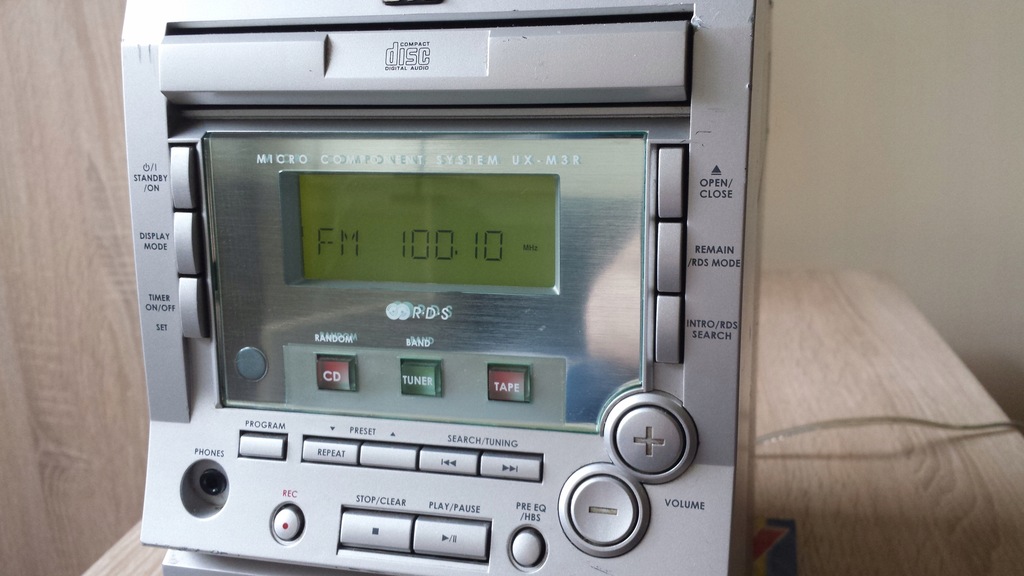 COMPACT
disc
DIGITAL AUDIO
MICRO COMPONENT SYSTEM UX-M3R
⏻/I
STANDBY
/ON
DISPLAY
MODE
TIMER
ON/OFF
SET
OPEN/
CLOSE
REMAIN
/RDS MODE
INTRO/RDS
SEARCH
FM 100.10 MHz
RDS
RANDOM
BAND
CD
TUNER
TAPE
PROGRAM
PRESET
SEARCH/TUNING
REPEAT
PHONES
REC
STOP/CLEAR
PLAY/PAUSE
PRE EQ
/HBS
VOLUME